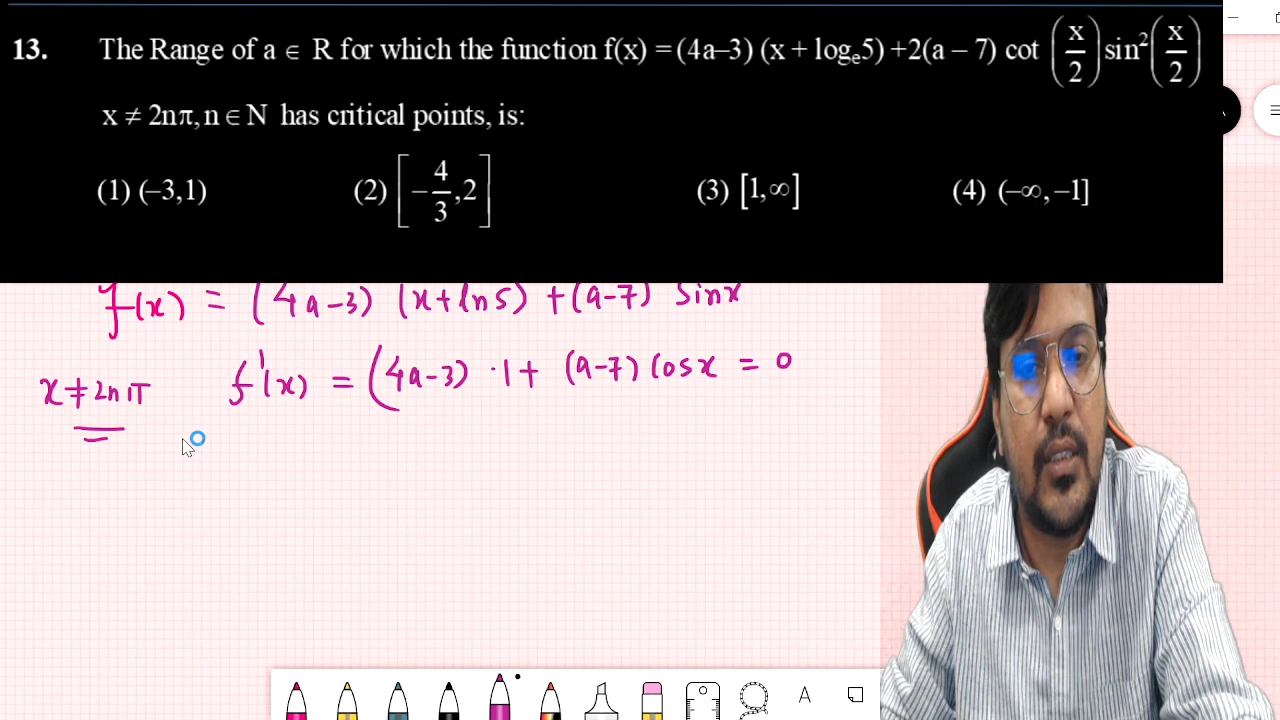 13. The Range of a ∈ R for which the function f(x) = (4a–3) (x + logₑ5) +2(a – 7) cot (x/2) sin²(x/2)
x ≠ 2nπ, n ∈ N has critical points, is:
(1) (–3,1) (2) [–4/3,2] (3) [1,∞] (4) (–∞,–1]
f(x) = (4a-3) (x+ln5) +(a-7) sinx
x≠2nπ f'(x) = (4a-3) ·1+ (a-7) cosx = 0
A